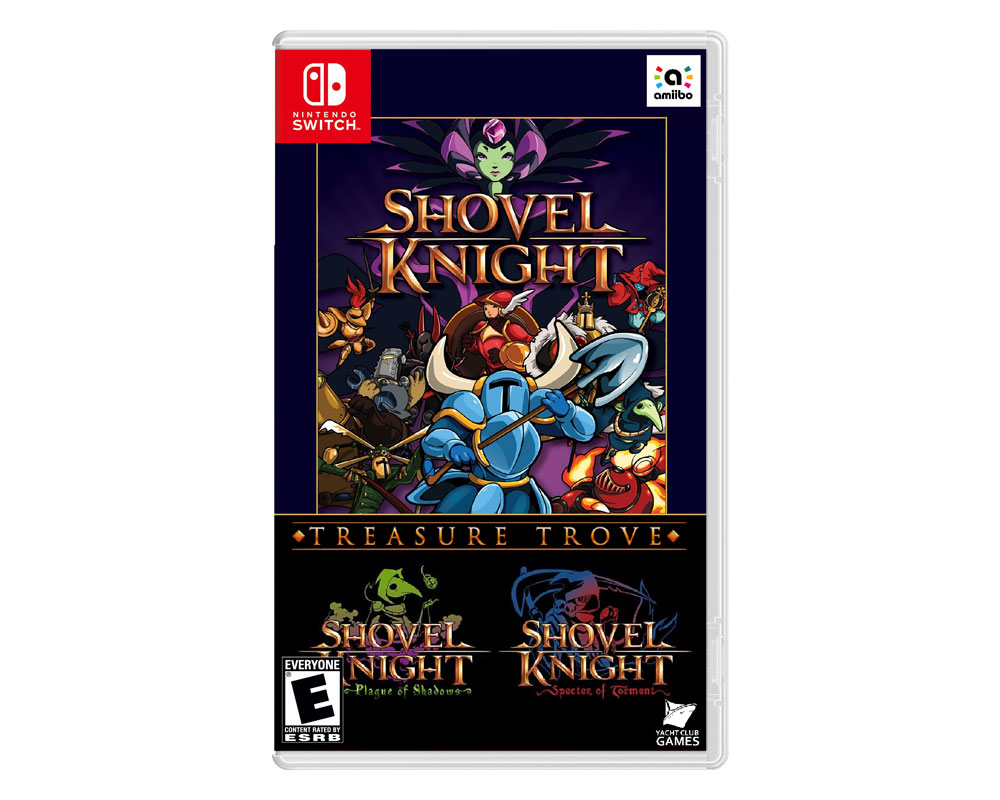 NINTENDO
SWITCH™
a
amiibo
SHOVEL
KNIGHT
TREASURE TROVE
SHOVEL
KNIGHT
Plague of Shadows
SHOVEL
KNIGHT
Specter of Torment
EVERYONE
E
®
CONTENT RATED BY
ESRB
YACHT CLUB
GAMES